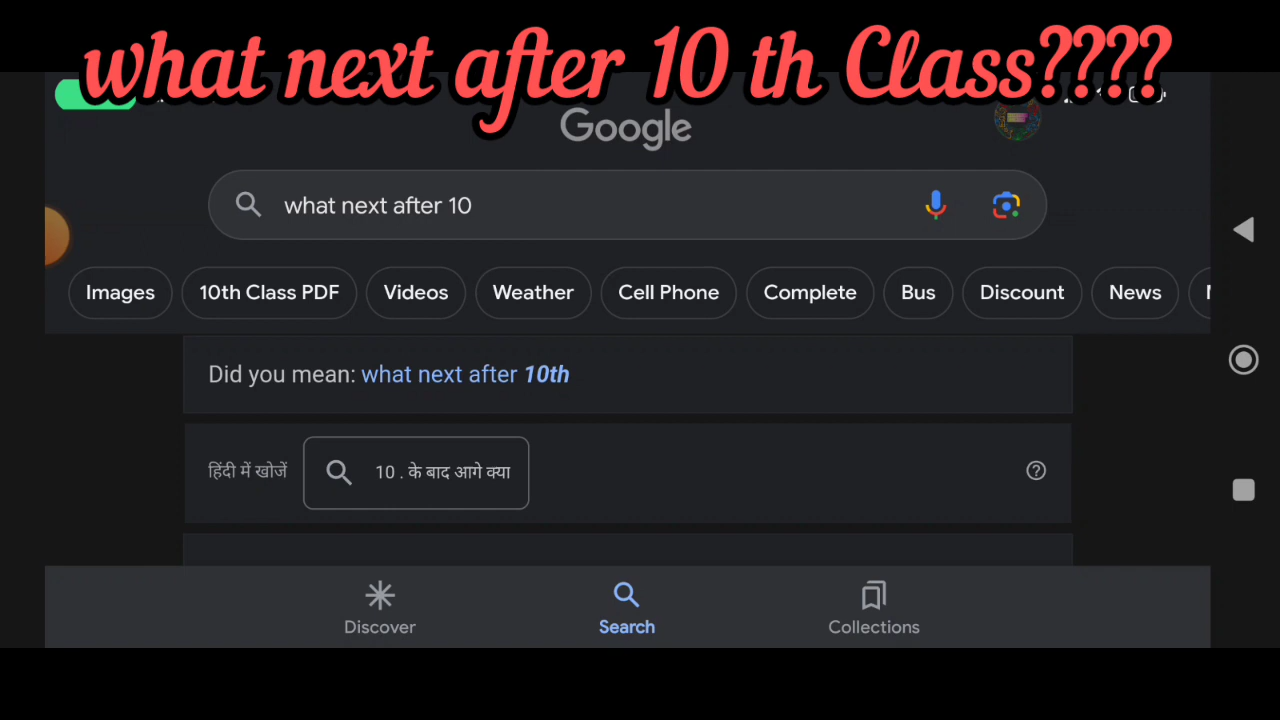 what next after 10 th Class????
Google
what next after 10
Images 10th Class PDF Videos Weather Cell Phone Complete Bus Discount News
Did you mean: what next after 10th
हिंदी में खोजें 10 . के बाद आगे क्या
Discover Search Collections